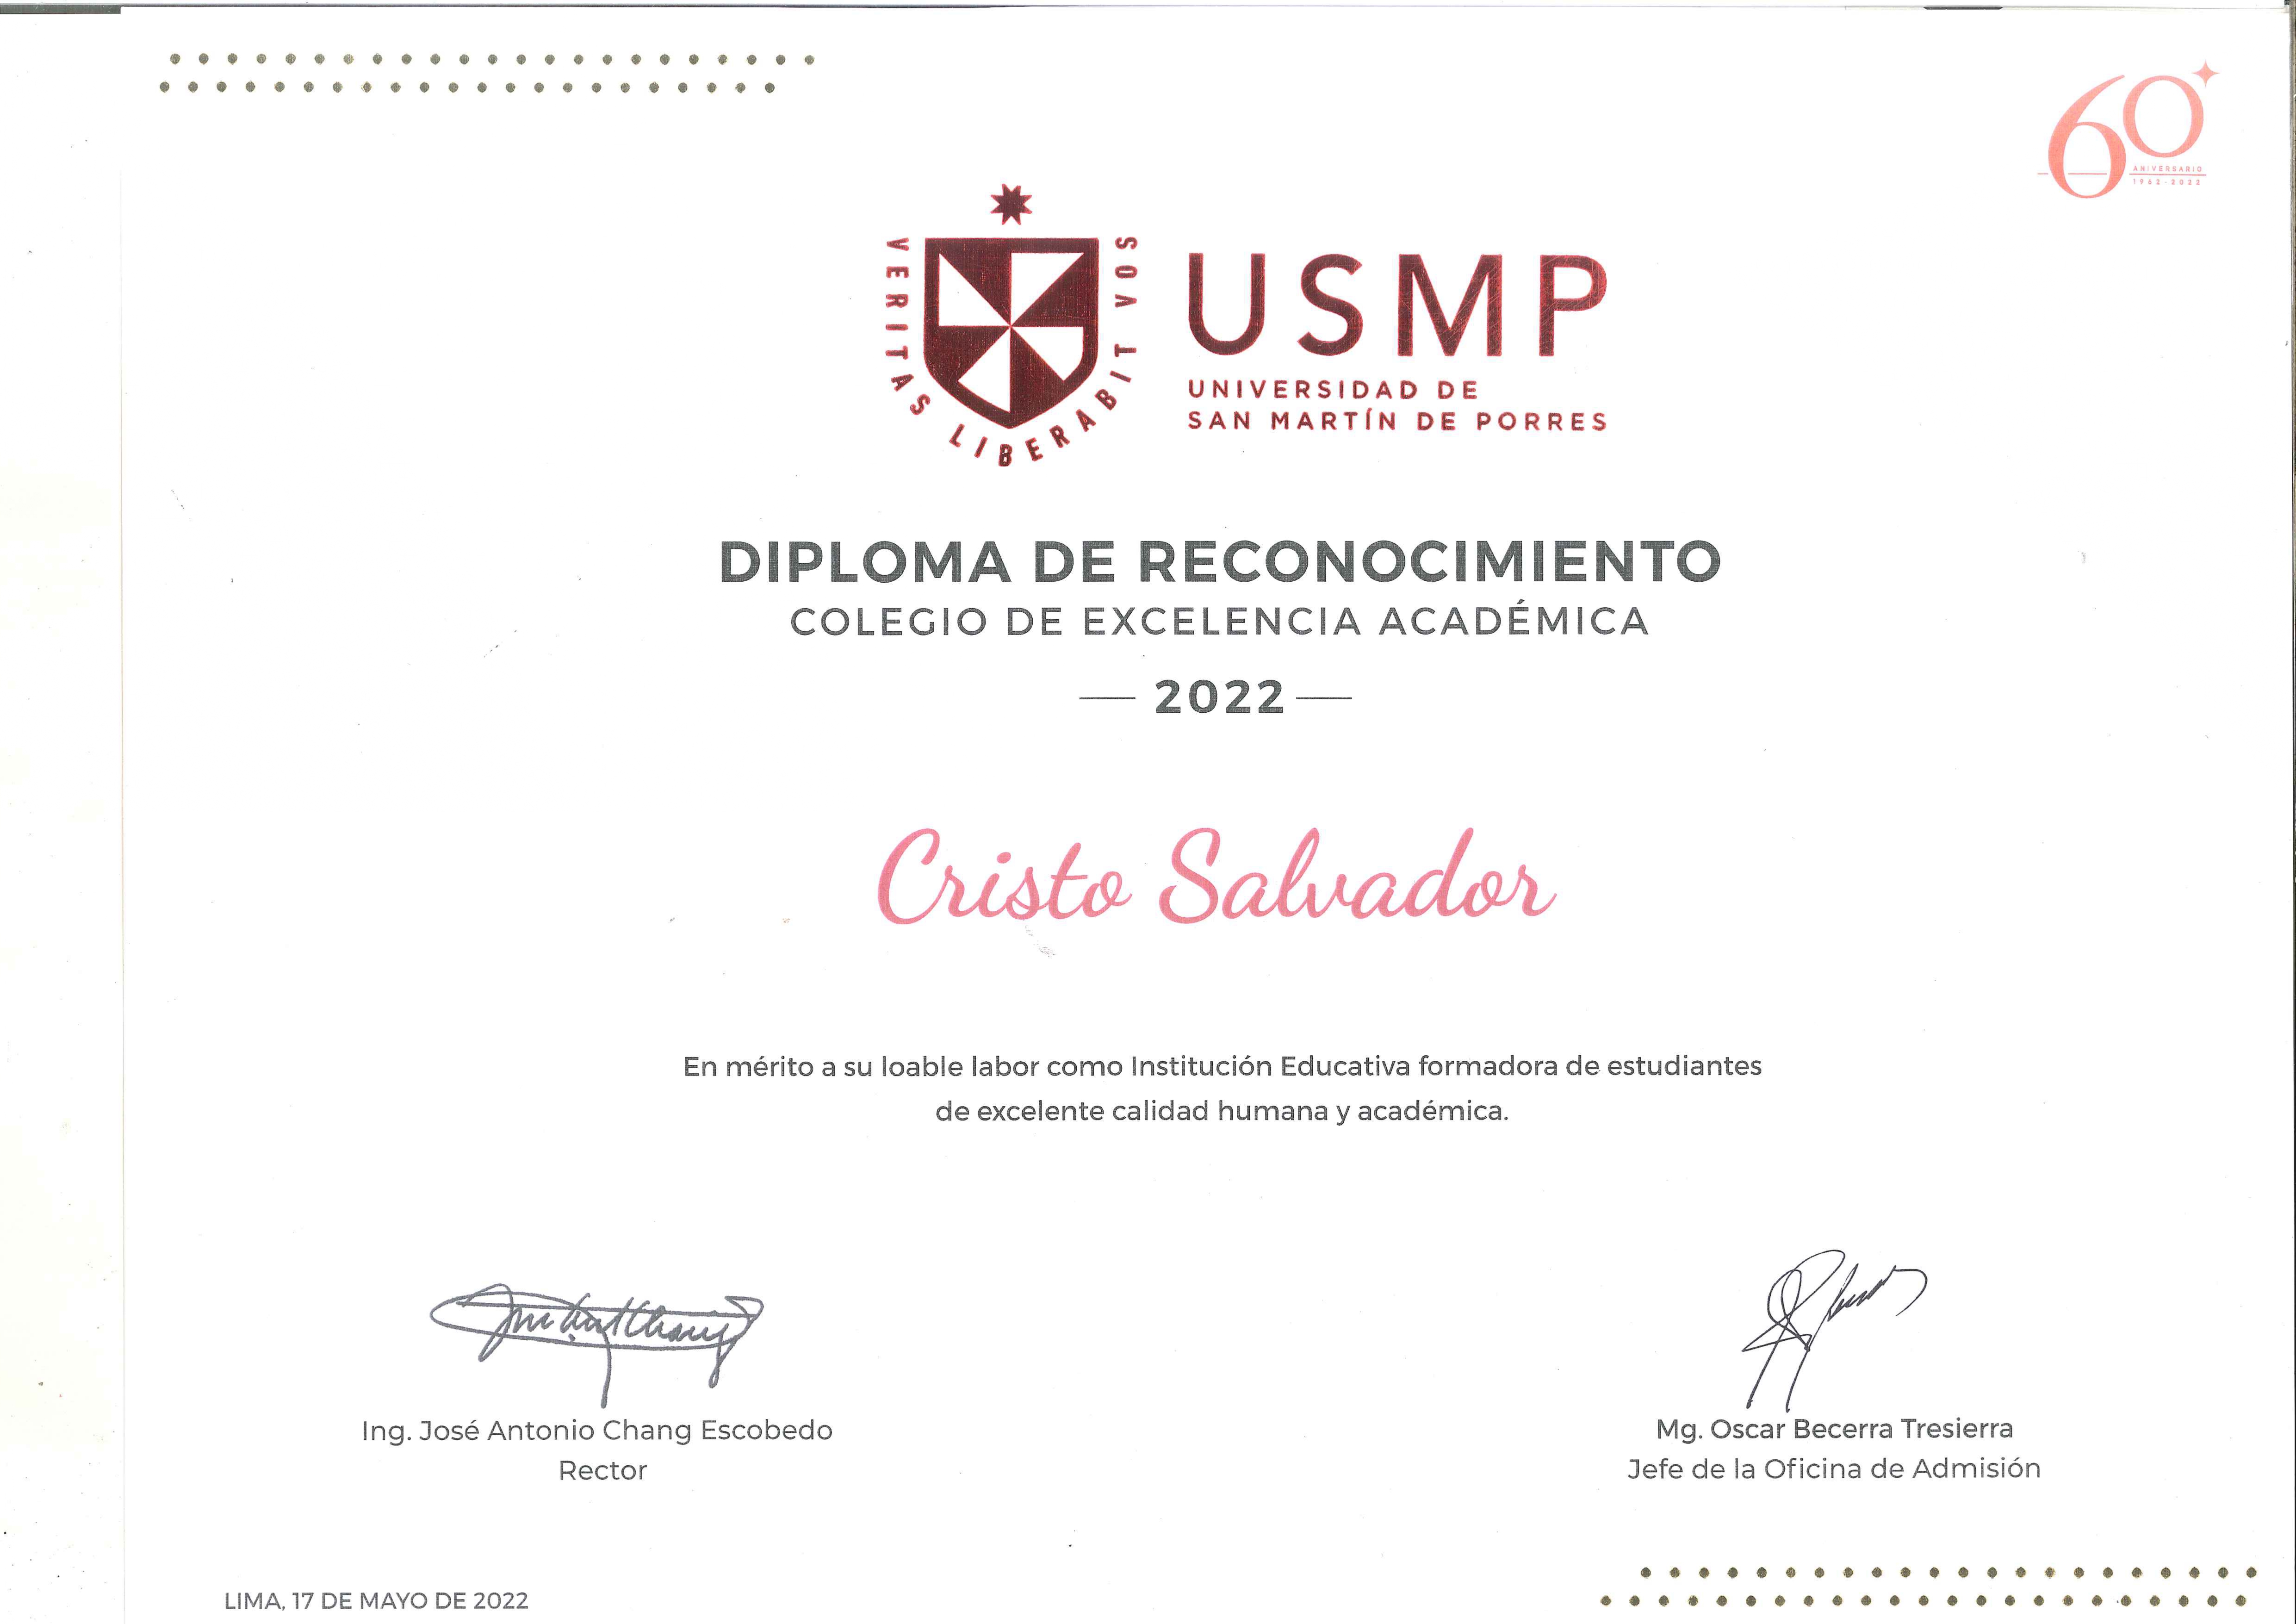 60
ANIVERSARIO
1962-2022
VERITAS LIBERABIT VOS
USMP
UNIVERSIDAD DE
SAN MARTÍN DE PORRES
DIPLOMA DE RECONOCIMIENTO
COLEGIO DE EXCELENCIA ACADÉMICA
2022
Cristo Salvador
En mérito a su loable labor como Institución Educativa formadora de estudiantes
de excelente calidad humana y académica.
Ing. José Antonio Chang Escobedo
Rector
Mg. Oscar Becerra Tresierra
Jefe de la Oficina de Admisión
LIMA, 17 DE MAYO DE 2022